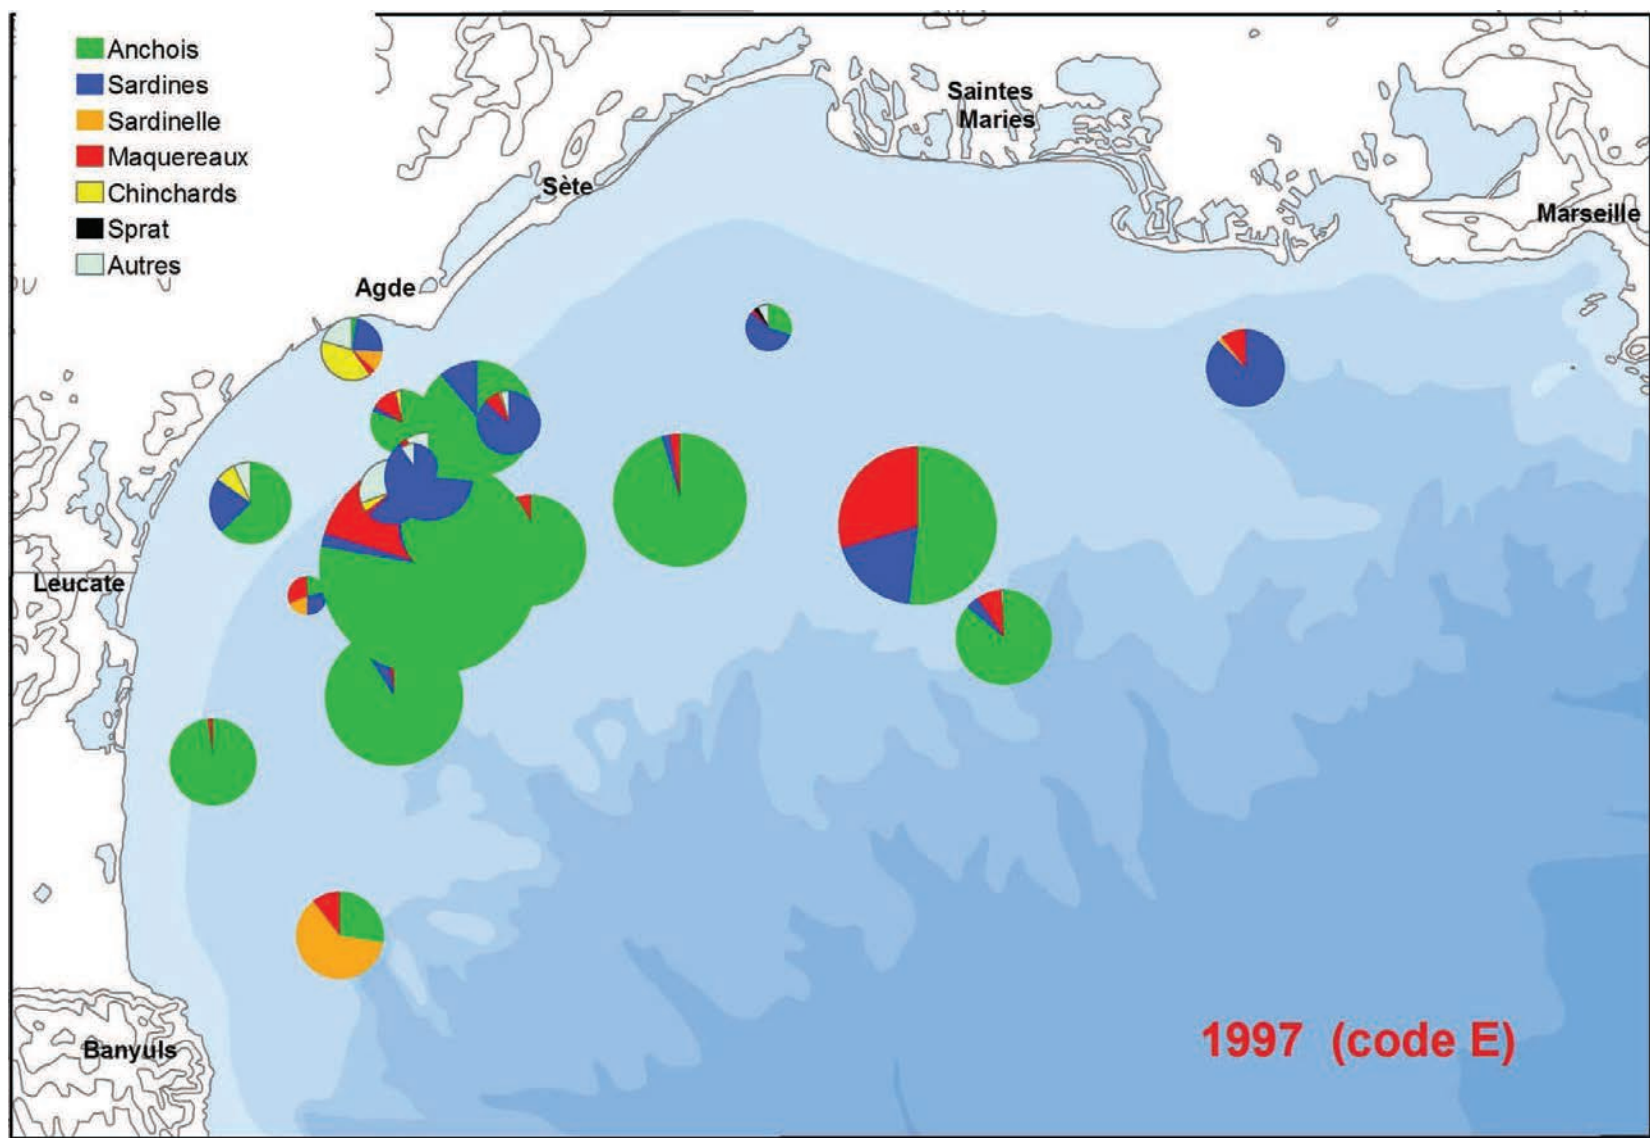 Anchois
Sardines
Sardinelle
Maquereaux
Chinchards
Sprat
Autres
Saintes
Maries
Sète
Marseille
Agde
Leucate
Banyuls
1997 (code E)